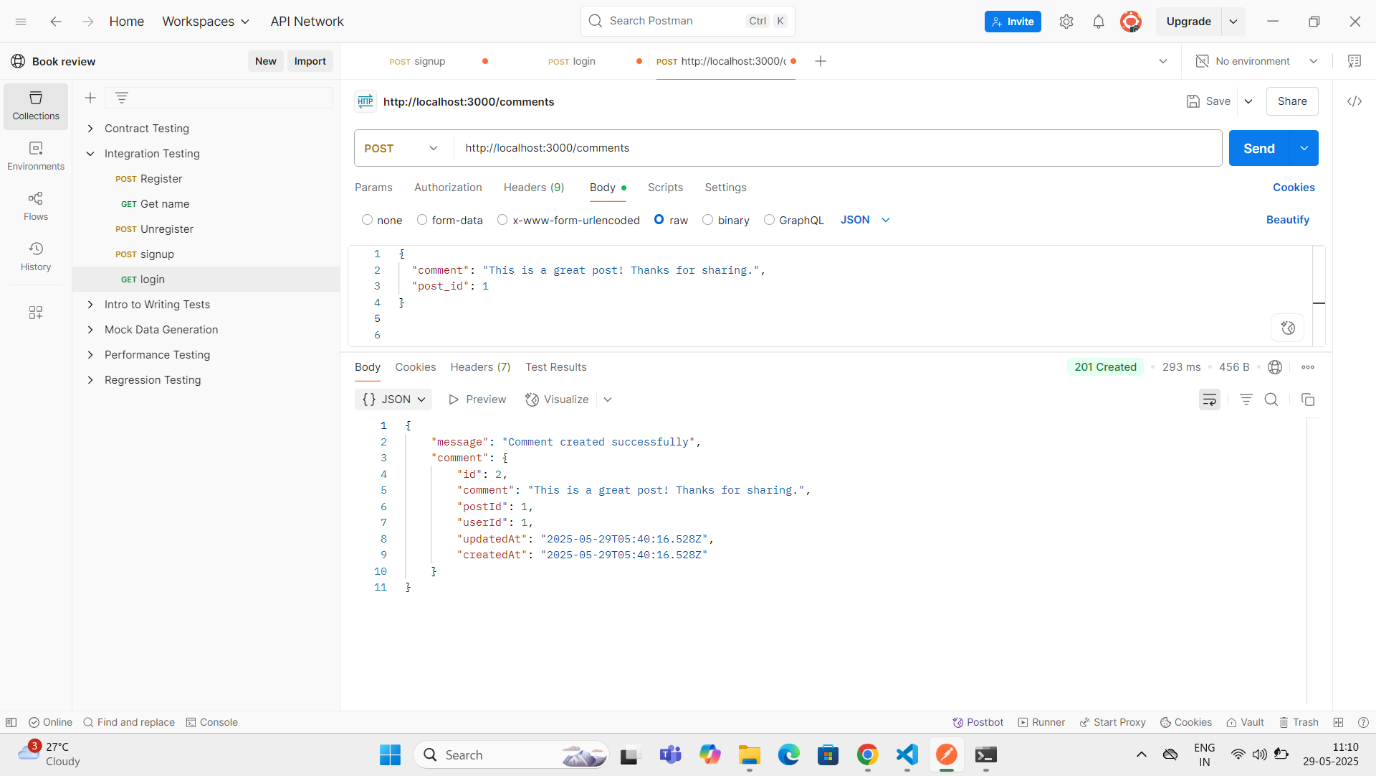 Home Workspaces API Network Search Postman Ctrl K Invite Upgrade
Book review New Import POST signup POST login POST http://localhost:3000/c No environment
Collections
Environments
Flows
History
Contract Testing
Integration Testing
POST Register
GET Get name
POST Unregister
POST signup
GET login
Intro to Writing Tests
Mock Data Generation
Performance Testing
Regression Testing
HTTP http://localhost:3000/comments Save Share
POST http://localhost:3000/comments Send
Params Authorization Headers (9) Body Scripts Settings Cookies
none form-data x-www-form-urlencoded raw binary GraphQL JSON Beautify
1 {
2 "comment": "This is a great post! Thanks for sharing.",
3 "post_id": 1
4 }
5
6
Body Cookies Headers (7) Test Results 201 Created 293 ms 456 B
{} JSON Preview Visualize
1 {
2 "message": "Comment created successfully",
3 "comment": {
4 "id": 2,
5 "comment": "This is a great post! Thanks for sharing.",
6 "postId": 1,
7 "userId": 1,
8 "updatedAt": "2025-05-29T05:40:16.528Z",
9 "createdAt": "2025-05-29T05:40:16.528Z"
10 }
11 }
Online Find and replace Console Postbot Runner Start Proxy Cookies Vault Trash
3 27°C Search ENG 11:10
Cloudy IN 29-05-2025